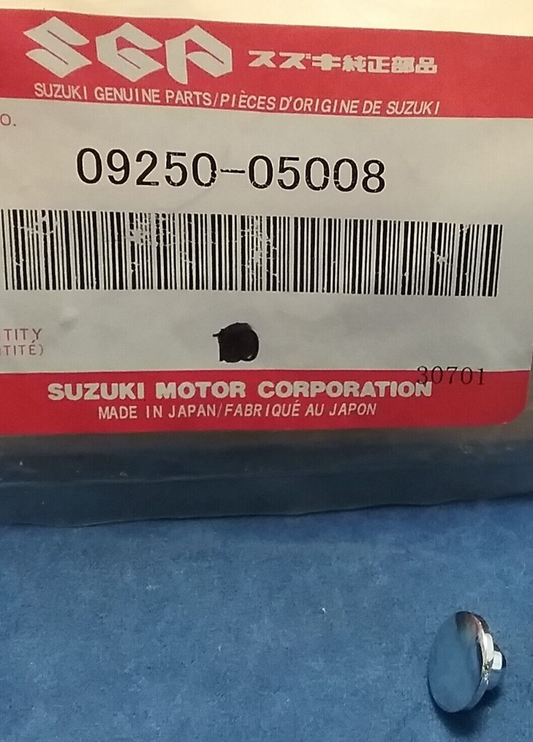 SGP スズキ純正部品
SUZUKI GENUINE PARTS/PIÈCES D'ORIGINE DE SUZUKI
O.
09250-05008
TITY
TITÉ)
30701
SUZUKI MOTOR CORPORATION
MADE IN JAPAN/FABRIQUÉ AU JAPON